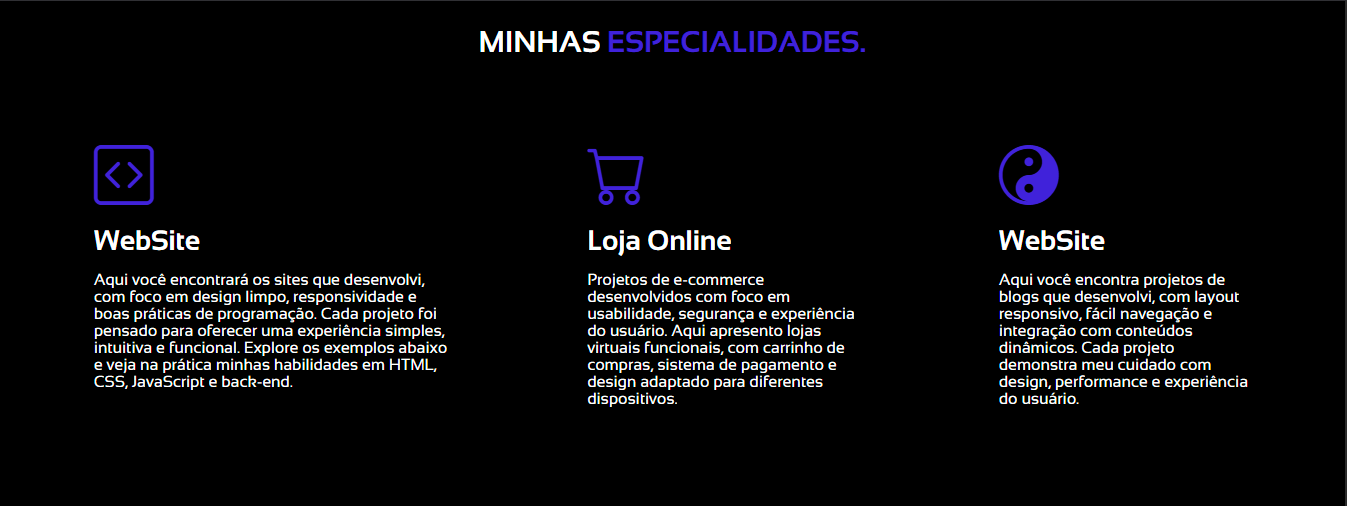 MINHAS ESPECIALIDADES.
WebSite
Aqui você encontrará os sites que desenvolvi,
com foco em design limpo, responsividade e
boas práticas de programação. Cada projeto foi
pensado para oferecer uma experiência simples,
intuitiva e funcional. Explore os exemplos abaixo
e veja na prática minhas habilidades em HTML,
CSS, JavaScript e back-end.
Loja Online
Projetos de e-commerce
desenvolvidos com foco em
usabilidade, segurança e experiência
do usuário. Aqui apresento lojas
virtuais funcionais, com carrinho de
compras, sistema de pagamento e
design adaptado para diferentes
dispositivos.
WebSite
Aqui você encontra projetos de
blogs que desenvolvi, com layout
responsivo, fácil navegação e
integração com conteúdos
dinâmicos. Cada projeto
demonstra meu cuidado com
design, performance e experiência
do usuário.